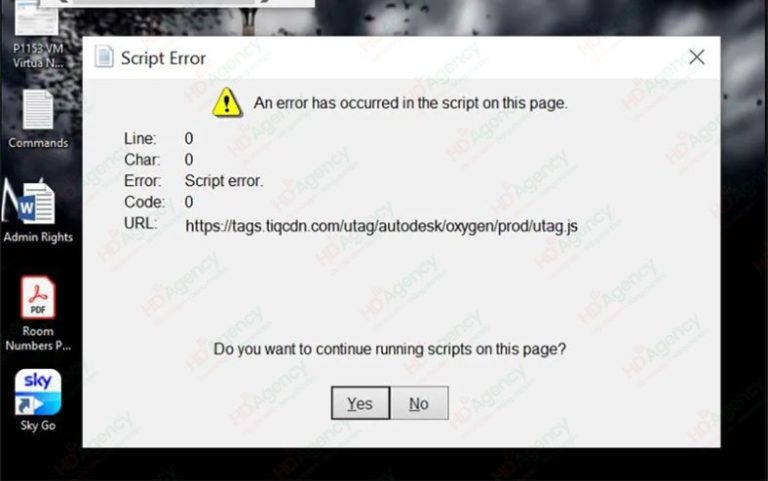 P1153 VM
Virtua N...
Commands
Admin Rights
PDF
Room
Numbers P...
sky
Sky Go
Script Error
An error has occurred in the script on this page.
Line: 0
Char: 0
Error: Script error.
Code: 0
URL: https://tags.tiqcdn.com/utag/autodesk/oxygen/prod/utag.js
Do you want to continue running scripts on this page?
Yes No
W
HD Agency